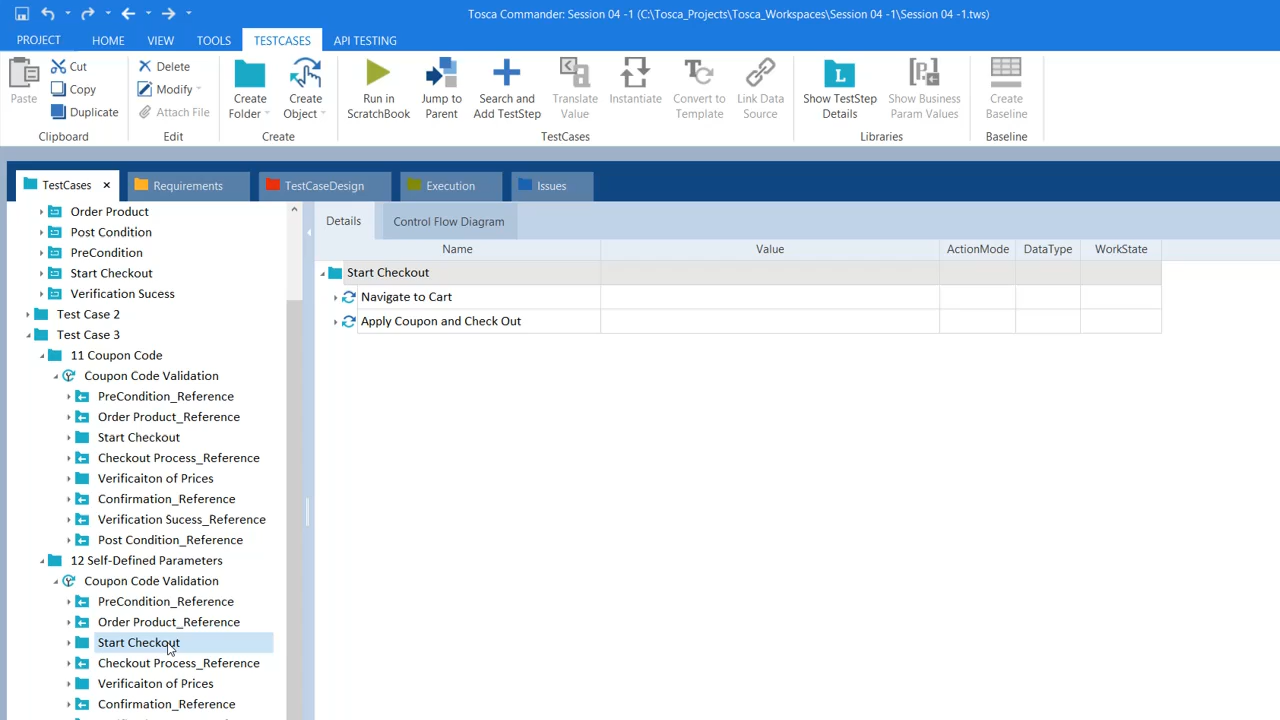 Tosca Commander: Session 04 -1 (C:\Tosca_Projects\Tosca_Workspaces\Session 04 -1\Session 04 -1.tws)
PROJECT HOME VIEW TOOLS TESTCASES API TESTING
Paste
Cut
Copy
Duplicate
Clipboard
Delete
Modify
Attach File
Edit
Create Folder
Create Object
Create
Run in ScratchBook
Jump to Parent
Search and Add TestStep
Translate Value
Instantiate
Convert to Template
Link Data Source
TestCases
Show TestStep Details
Show Business Param Values
Libraries
Create Baseline
Baseline
TestCases × Requirements TestCaseDesign Execution Issues
Order Product
Post Condition
PreCondition
Start Checkout
Verification Sucess
Test Case 2
Test Case 3
11 Coupon Code
Coupon Code Validation
PreCondition_Reference
Order Product_Reference
Start Checkout
Checkout Process_Reference
Verificaiton of Prices
Confirmation_Reference
Verification Sucess_Reference
Post Condition_Reference
12 Self-Defined Parameters
Coupon Code Validation
PreCondition_Reference
Order Product_Reference
Start Checkout
Checkout Process_Reference
Verificaiton of Prices
Confirmation_Reference
Details Control Flow Diagram
Name Value ActionMode DataType WorkState
Start Checkout
Navigate to Cart
Apply Coupon and Check Out